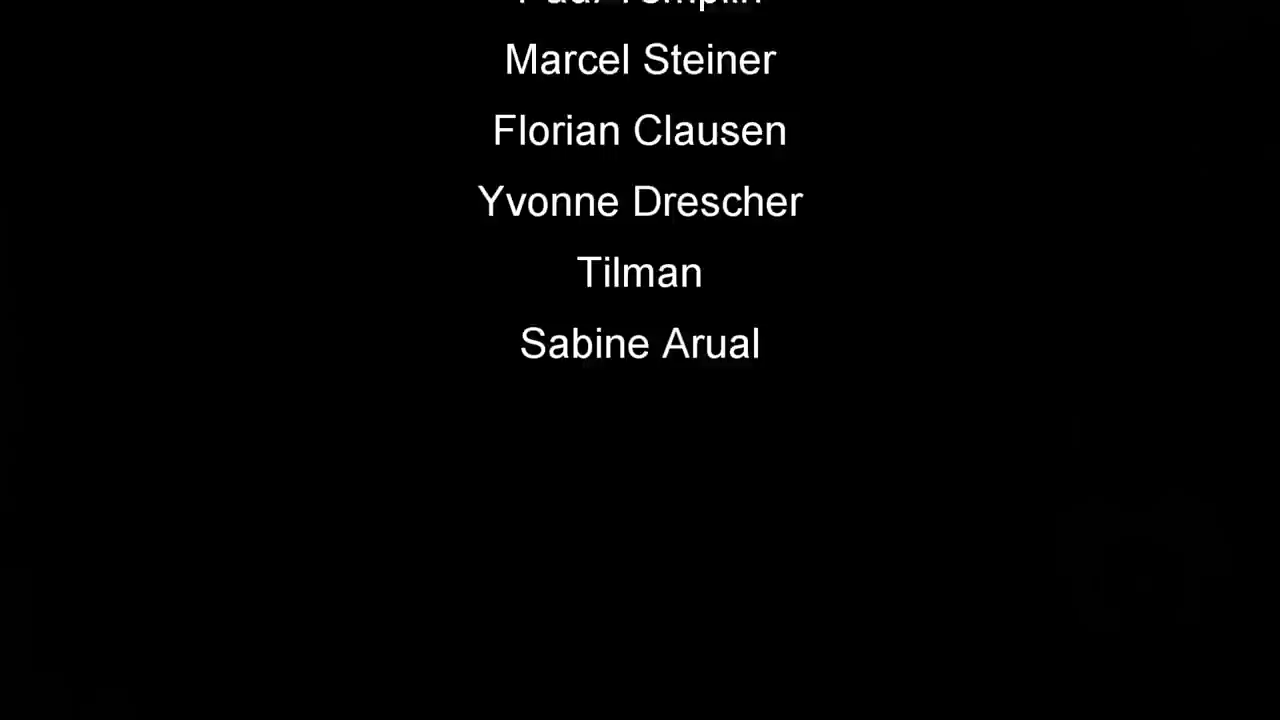 Marcel Steiner
Florian Clausen
Yvonne Drescher
Tilman
Sabine Arual